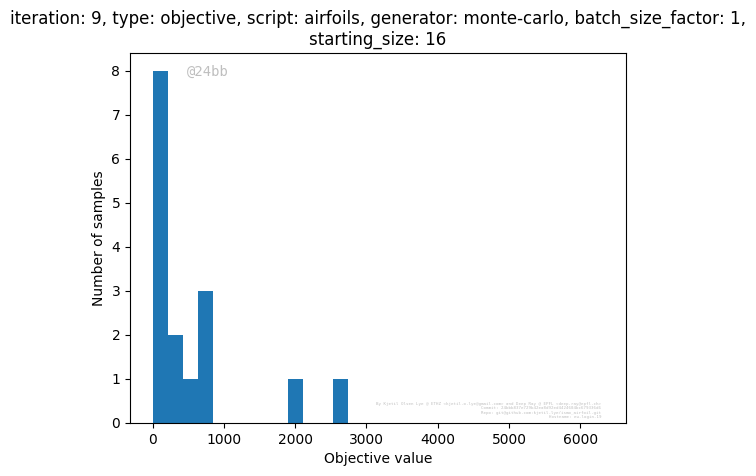 iteration: 9, type: objective, script: airfoils, generator: monte-carlo, batch_size_factor: 1,
starting_size: 16
@24bb
8
7
6
5
4
3
2
1
0
Number of samples
0 1000 2000 3000 4000 5000 6000
Objective value